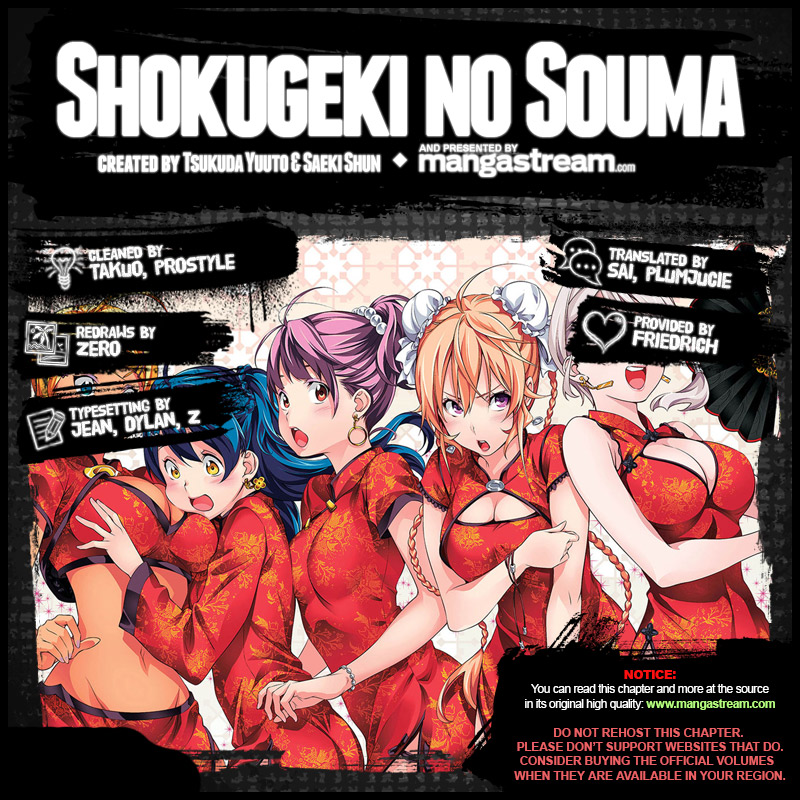 SHOKUGEKI NO SOUMA
CREATED BY TSUKUDA YUUTO & SAEKI SHUN ◆ AND PRESENTED BY mangastream.com
CLEANED BY
TAKUO, PROSTYLE
TRANSLATED BY
SAI, PLUMJUCIE
REDRAWS BY
ZERO
PROVIDED BY
FRIEDRICH
TYPESETTING BY
JEAN, DYLAN, Z
NOTICE:
You can read this chapter and more at the source
in its original high quality: www.mangastream.com
DO NOT REHOST THIS CHAPTER.
PLEASE DON'T SUPPORT WEBSITES THAT DO.
CONSIDER BUYING THE OFFICIAL VOLUMES
WHEN THEY ARE AVAILABLE IN YOUR REGION.